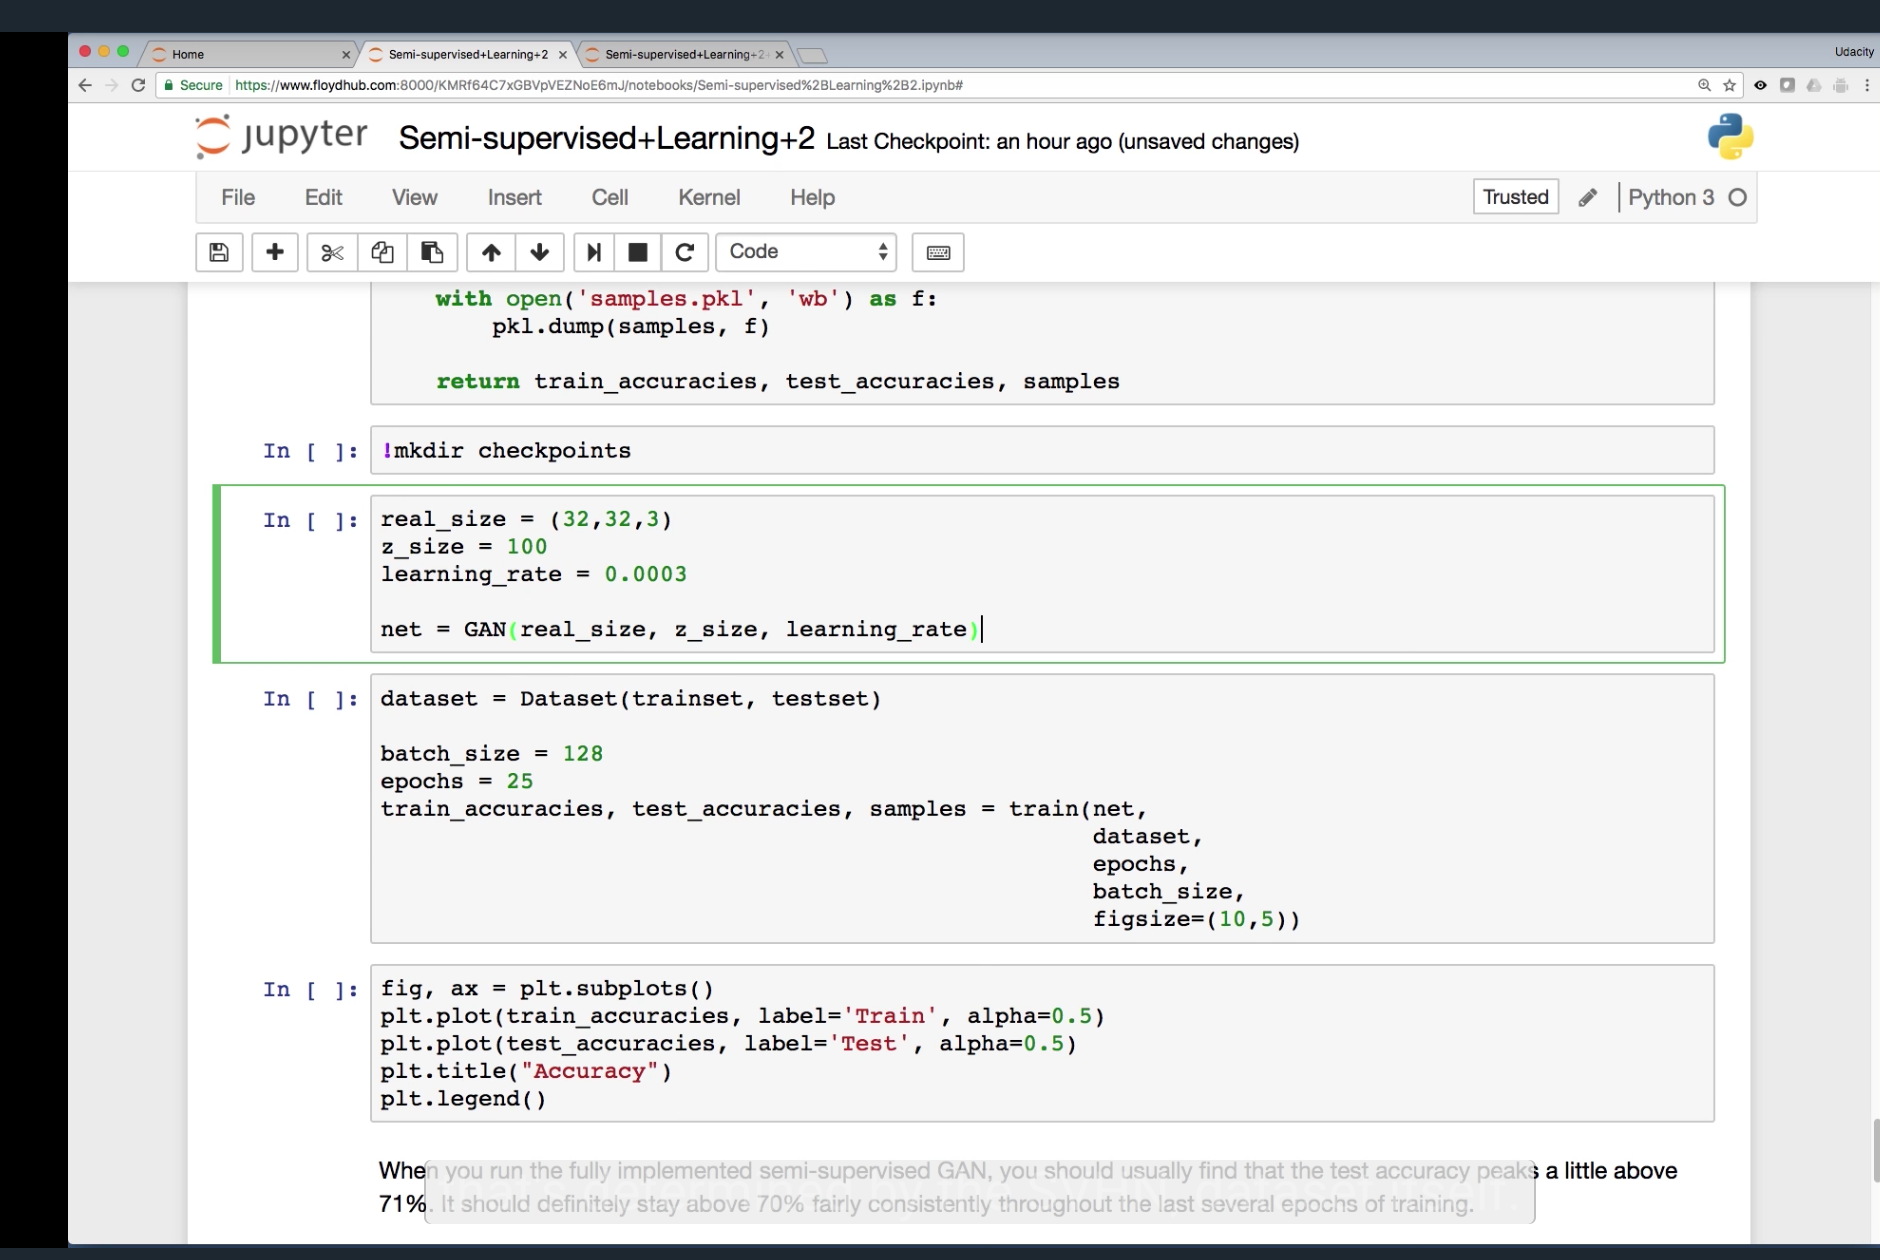 Home
Semi-supervised+Learning+2
Semi-supervised+Learning+2
Udacity
Secure https://www.floydhub.com:8000/KMRf64C7xGBVpVEZNoE6mJ/notebooks/Semi-supervised%2BLearning%2B2.ipynb#
jupyter Semi-supervised+Learning+2 Last Checkpoint: an hour ago (unsaved changes)
File Edit View Insert Cell Kernel Help Trusted Python 3
Code
with open('samples.pkl', 'wb') as f:
pkl.dump(samples, f)
return train_accuracies, test_accuracies, samples
In [ ]: !mkdir checkpoints
In [ ]: real_size = (32,32,3)
z_size = 100
learning_rate = 0.0003
net = GAN(real_size, z_size, learning_rate)
In [ ]: dataset = Dataset(trainset, testset)
batch_size = 128
epochs = 25
train_accuracies, test_accuracies, samples = train(net,
dataset,
epochs,
batch_size,
figsize=(10,5))
In [ ]: fig, ax = plt.subplots()
plt.plot(train_accuracies, label='Train', alpha=0.5)
plt.plot(test_accuracies, label='Test', alpha=0.5)
plt.title("Accuracy")
plt.legend()
When you run the fully implemented semi-supervised GAN, you should usually find that the test accuracy peaks a little above
71%. It should definitely stay above 70% fairly consistently throughout the last several epochs of training.